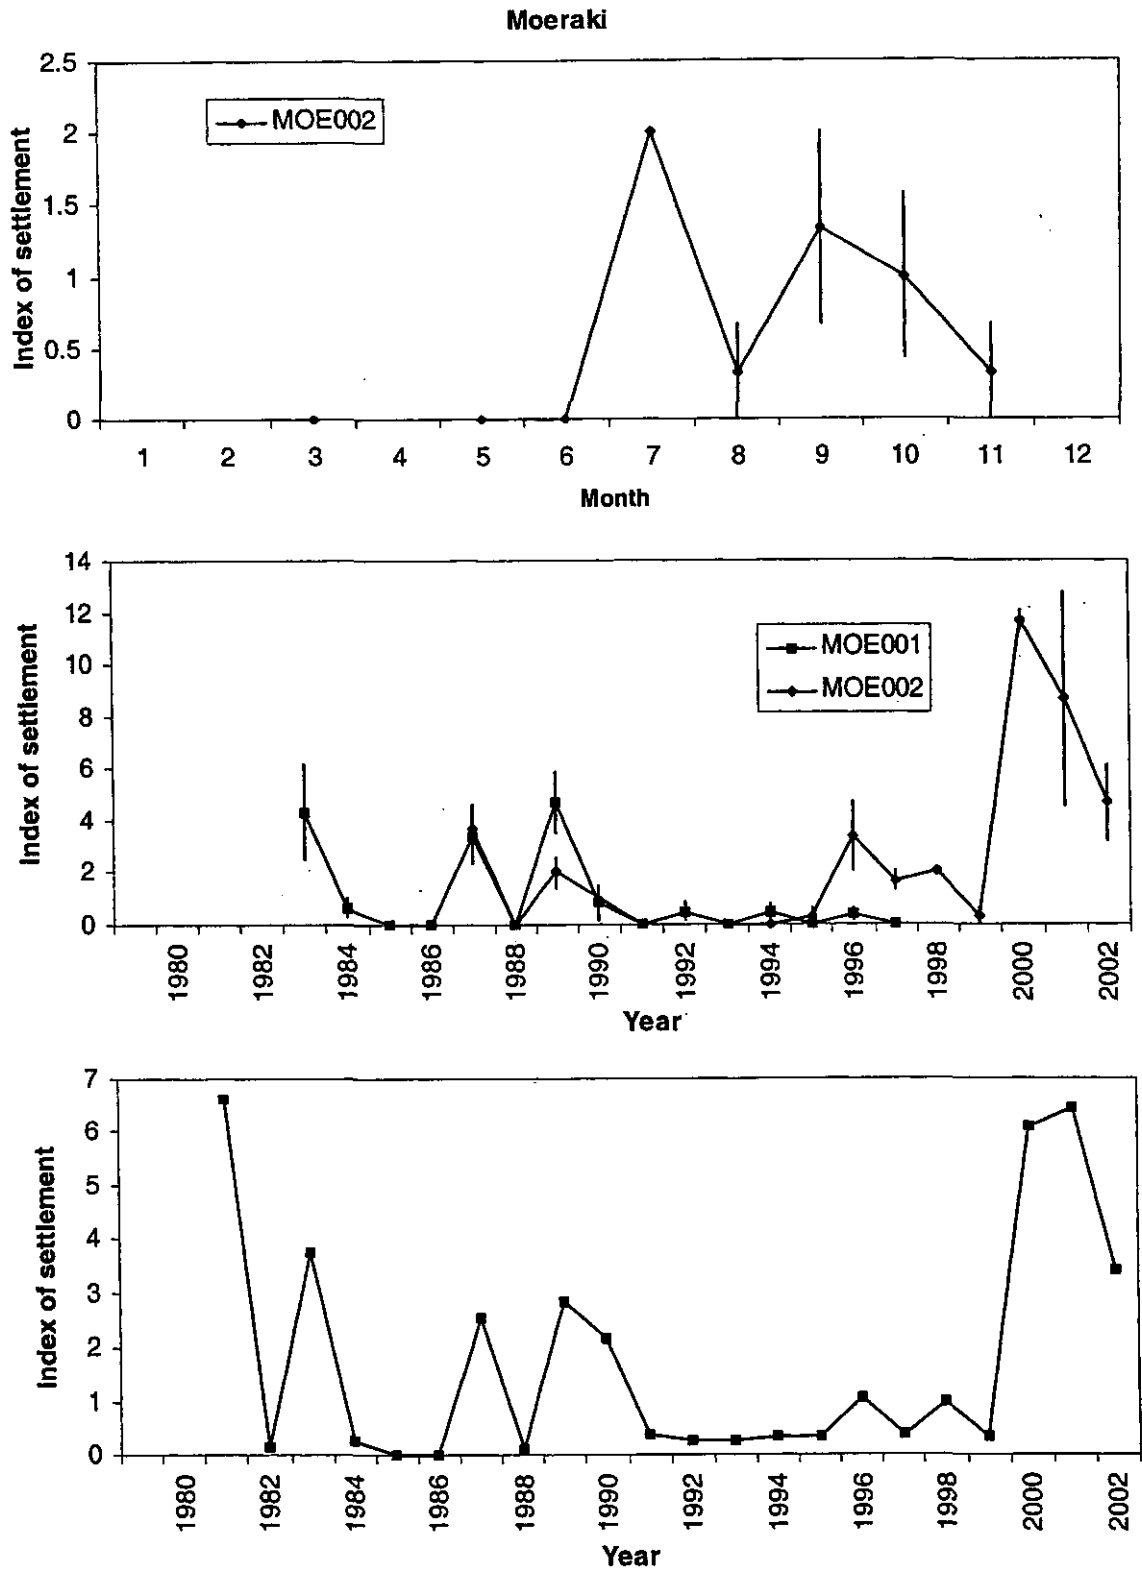 Moeraki
2.5
2
1.5
1
0.5
0
Index of settlement
MOE002
1 2 3 4 5 6 7 8 9 10 11 12
Month
14
12
10
8
6
4
2
0
Index of settlement
MOE001
MOE002
1980 1982 1984 1986 1988 1990 1992 1994 1996 1998 2000 2002
Year
7
6
5
4
3
2
1
0
Index of settlement
1980 1982 1984 1986 1988 1990 1992 1994 1996 1998 2000 2002
Year